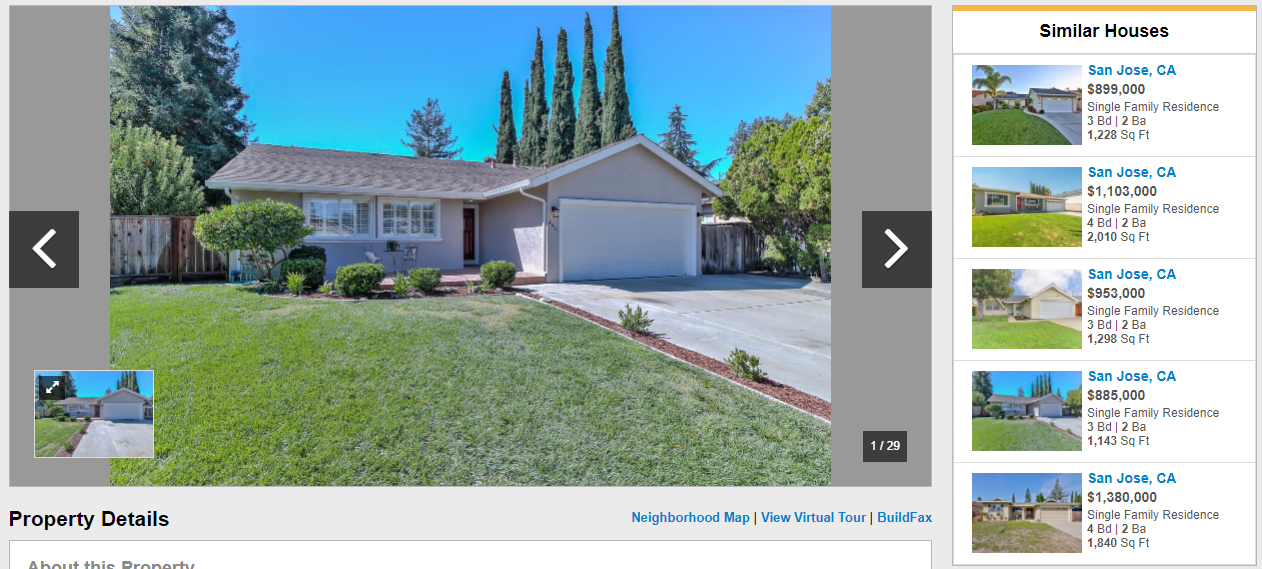 1 / 29
Property Details
Neighborhood Map | View Virtual Tour | BuildFax
About this Property
Similar Houses
San Jose, CA
$899,000
Single Family Residence
3 Bd | 2 Ba
1,228 Sq Ft
San Jose, CA
$1,103,000
Single Family Residence
4 Bd | 2 Ba
2,010 Sq Ft
San Jose, CA
$953,000
Single Family Residence
3 Bd | 2 Ba
1,298 Sq Ft
San Jose, CA
$885,000
Single Family Residence
3 Bd | 2 Ba
1,143 Sq Ft
San Jose, CA
$1,380,000
Single Family Residence
4 Bd | 2 Ba
1,840 Sq Ft